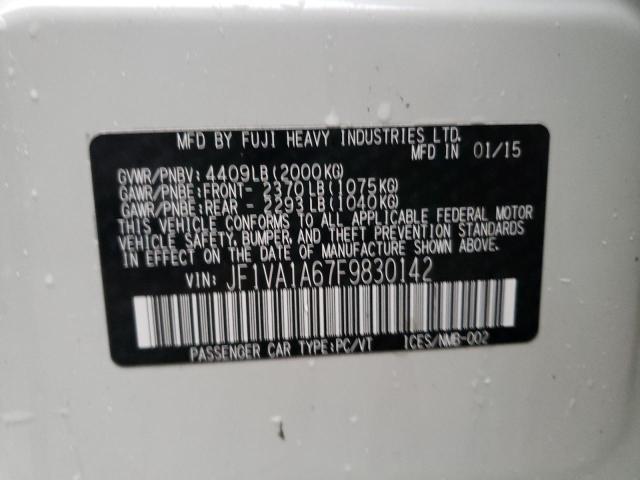 MFD BY FUJI HEAVY INDUSTRIES LTD.
MFD IN 01/15
GVWR/PNBV: 4409LB(2000KG)
GAWR/PNBE:FRONT- 2370LB(1075KG)
GAWR/PNBE:REAR - 2293LB(1040KG)
THIS VEHICLE CONFORMS TO ALL APPLICABLE FEDERAL MOTOR
VEHICLE SAFETY, BUMPER, AND THEFT PREVENTION STANDARDS
IN EFFECT ON THE DATE OF MANUFACTURE SHOWN ABOVE.
VIN: JF1VA1A67F9830142
PASSENGER CAR TYPE:PC/VT ICES/NMB-002